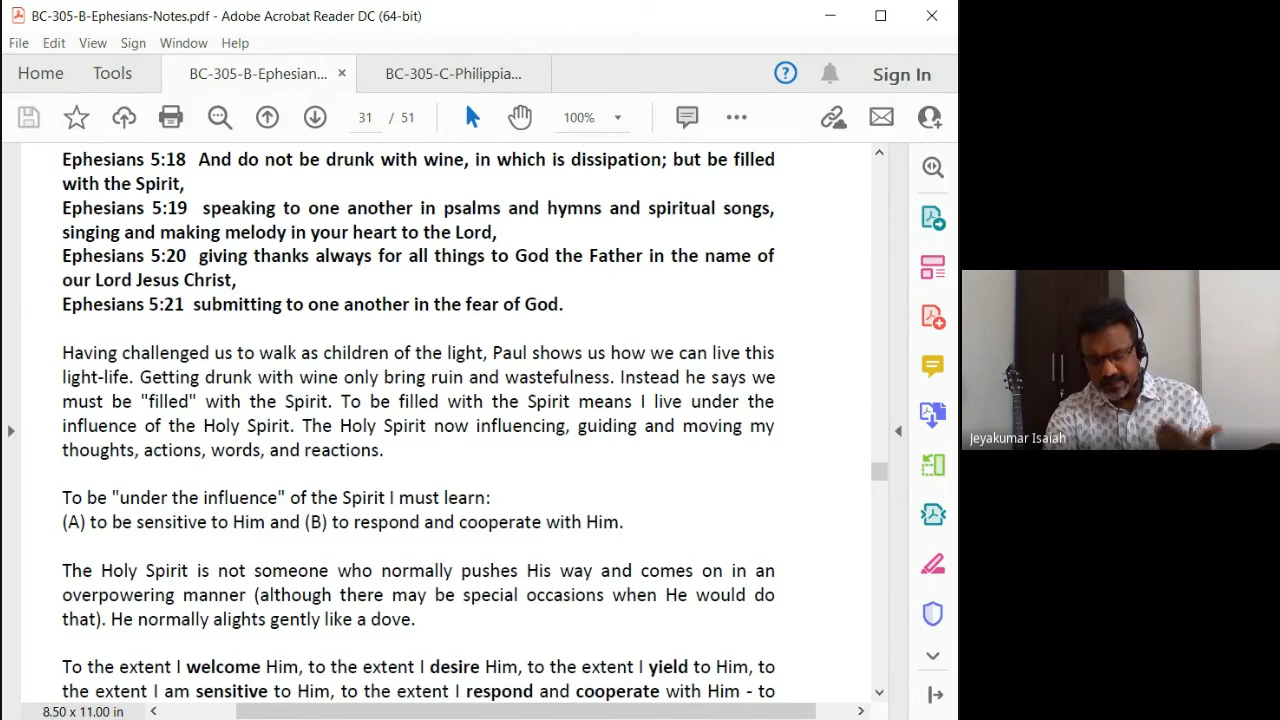 BC-305-B-Ephesians-Notes.pdf - Adobe Acrobat Reader DC (64-bit)
File Edit View Sign Window Help
Home Tools BC-305-B-Ephesian... × BC-305-C-Philippia... ? Sign In
31 / 51 100%
Ephesians 5:18 And do not be drunk with wine, in which is dissipation; but be filled
with the Spirit,
Ephesians 5:19 speaking to one another in psalms and hymns and spiritual songs,
singing and making melody in your heart to the Lord,
Ephesians 5:20 giving thanks always for all things to God the Father in the name of
our Lord Jesus Christ,
Ephesians 5:21 submitting to one another in the fear of God.
Having challenged us to walk as children of the light, Paul shows us how we can live this
light-life. Getting drunk with wine only bring ruin and wastefulness. Instead he says we
must be "filled" with the Spirit. To be filled with the Spirit means I live under the
influence of the Holy Spirit. The Holy Spirit now influencing, guiding and moving my
thoughts, actions, words, and reactions.
To be "under the influence" of the Spirit I must learn:
(A) to be sensitive to Him and (B) to respond and cooperate with Him.
The Holy Spirit is not someone who normally pushes His way and comes on in an
overpowering manner (although there may be special occasions when He would do
that). He normally alights gently like a dove.
To the extent I welcome Him, to the extent I desire Him, to the extent I yield to Him, to
the extent I am sensitive to Him, to the extent I respond and cooperate with Him - to
8.50 x 11.00 in
Jeyakumar Isaiah